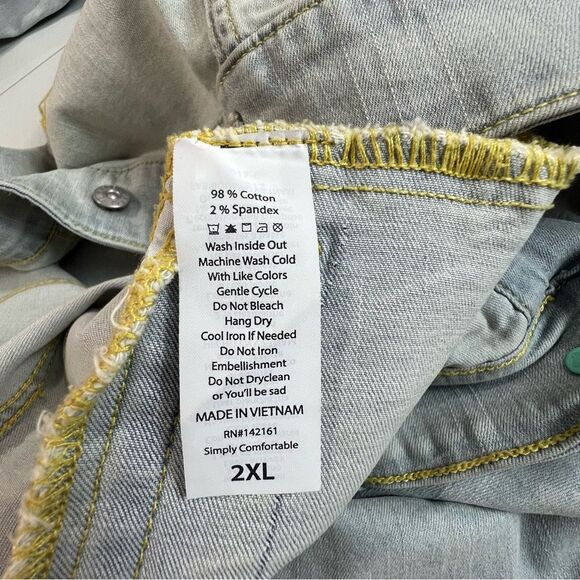 98 % Cotton
2 % Spandex
Wash Inside Out
Machine Wash Cold
With Like Colors
Gentle Cycle
Do Not Bleach
Hang Dry
Cool Iron If Needed
Do Not Iron
Embellishment
Do Not Dryclean
or You'll be sad
MADE IN VIETNAM
RN#142161
Simply Comfortable
2XL